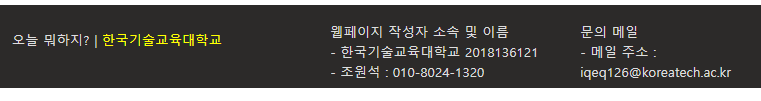 오늘 뭐하지? | 한국기술교육대학교
웹페이지 작성자 소속 및 이름
- 한국기술교육대학교 2018136121
- 조원석 : 010-8024-1320
문의 메일
- 메일 주소 :
iqeq126@koreatech.ac.kr